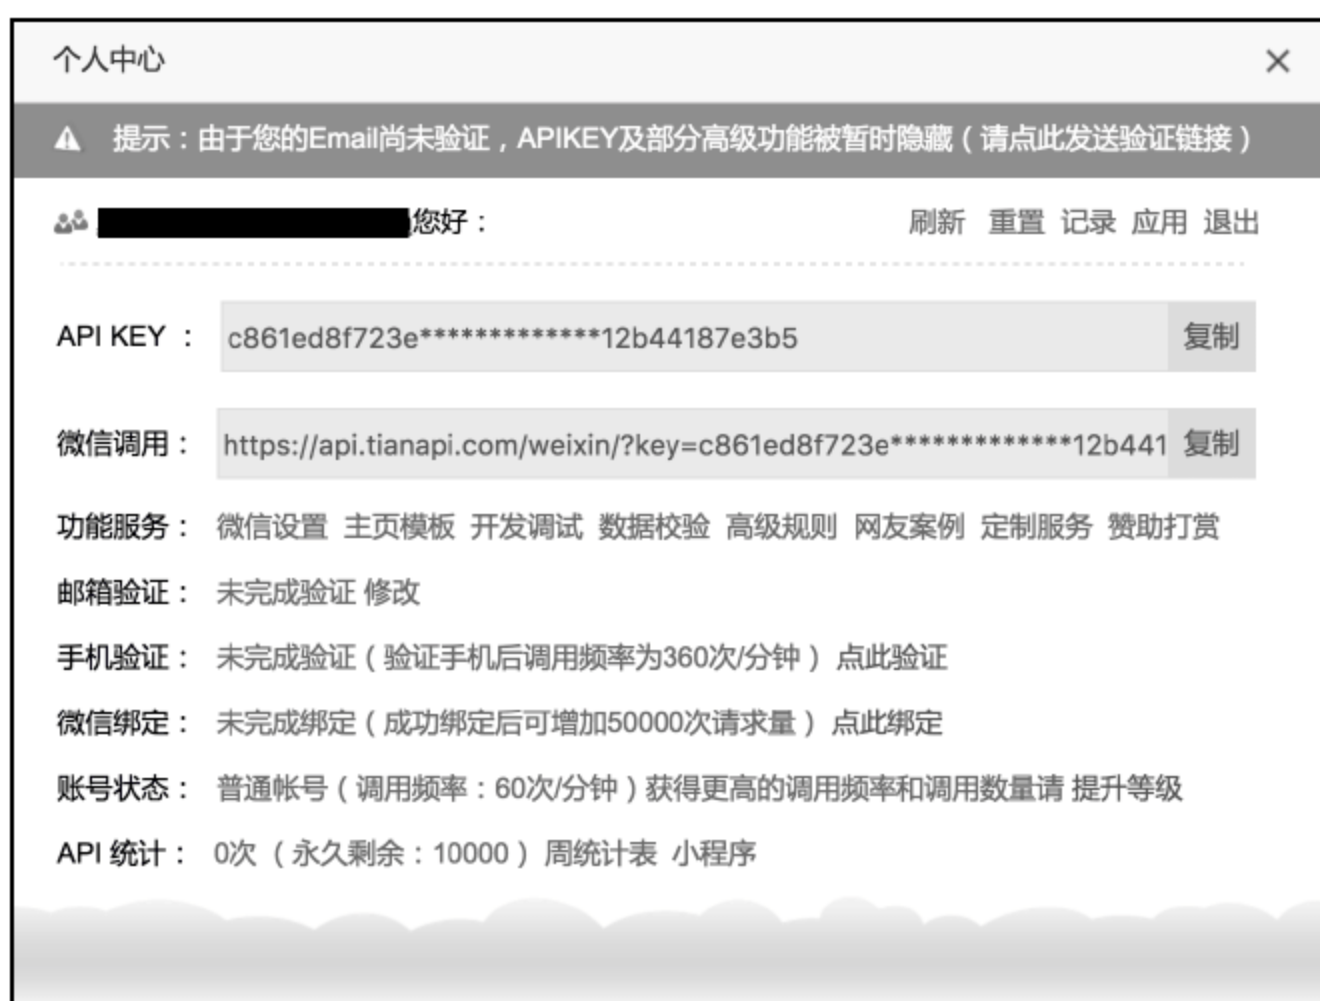 个人中心
提示：由于您的Email尚未验证，APIKEY及部分高级功能被暂时隐藏（请点此发送验证链接）
您好： 刷新 重置 记录 应用 退出
API KEY ： c861ed8f723e*************12b44187e3b5 复制
微信调用： https://api.tianapi.com/weixin/?key=c861ed8f723e*************12b441 复制
功能服务： 微信设置 主页模板 开发调试 数据校验 高级规则 网友案例 定制服务 赞助打赏
邮箱验证： 未完成验证 修改
手机验证： 未完成验证（验证手机后调用频率为360次/分钟） 点此验证
微信绑定： 未完成绑定（成功绑定后可增加50000次请求量） 点此绑定
账号状态： 普通帐号（调用频率：60次/分钟）获得更高的调用频率和调用数量请 提升等级
API 统计： 0次 （永久剩余：10000） 周统计表 小程序